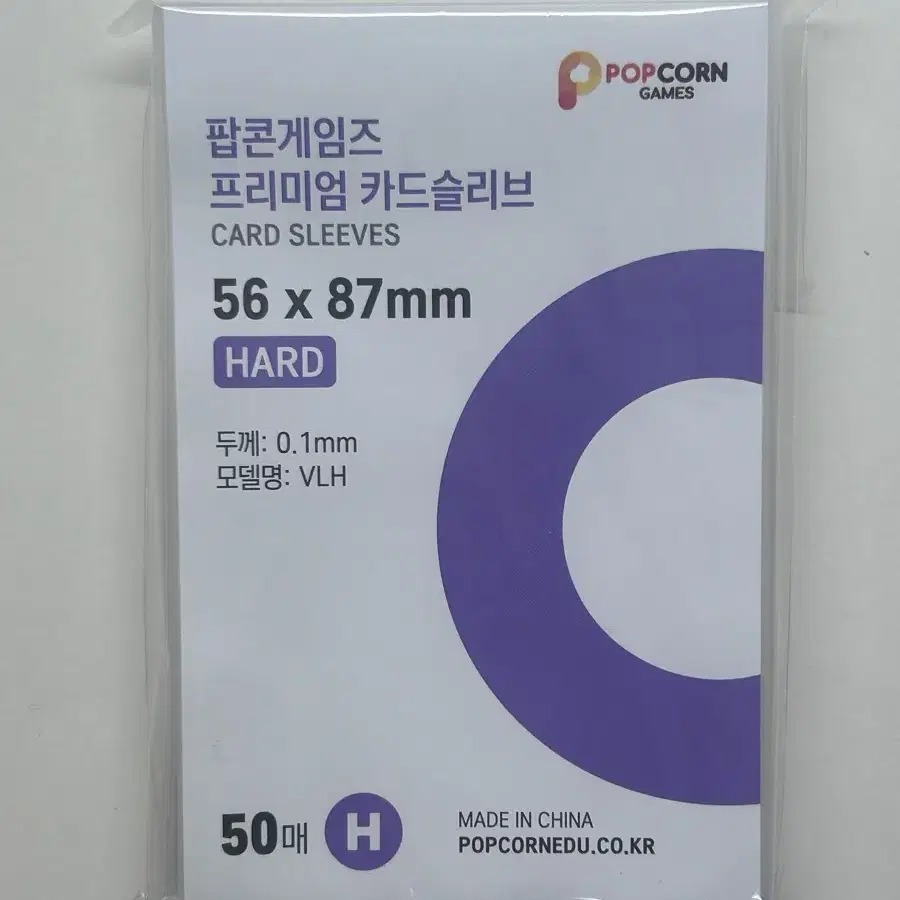 POPCORN
GAMES
팝콘게임즈
프리미엄 카드슬리브
CARD SLEEVES
56 x 87mm
HARD
두께: 0.1mm
모델명: VLH
50매 H
MADE IN CHINA
POPCORNEDU.CO.KR